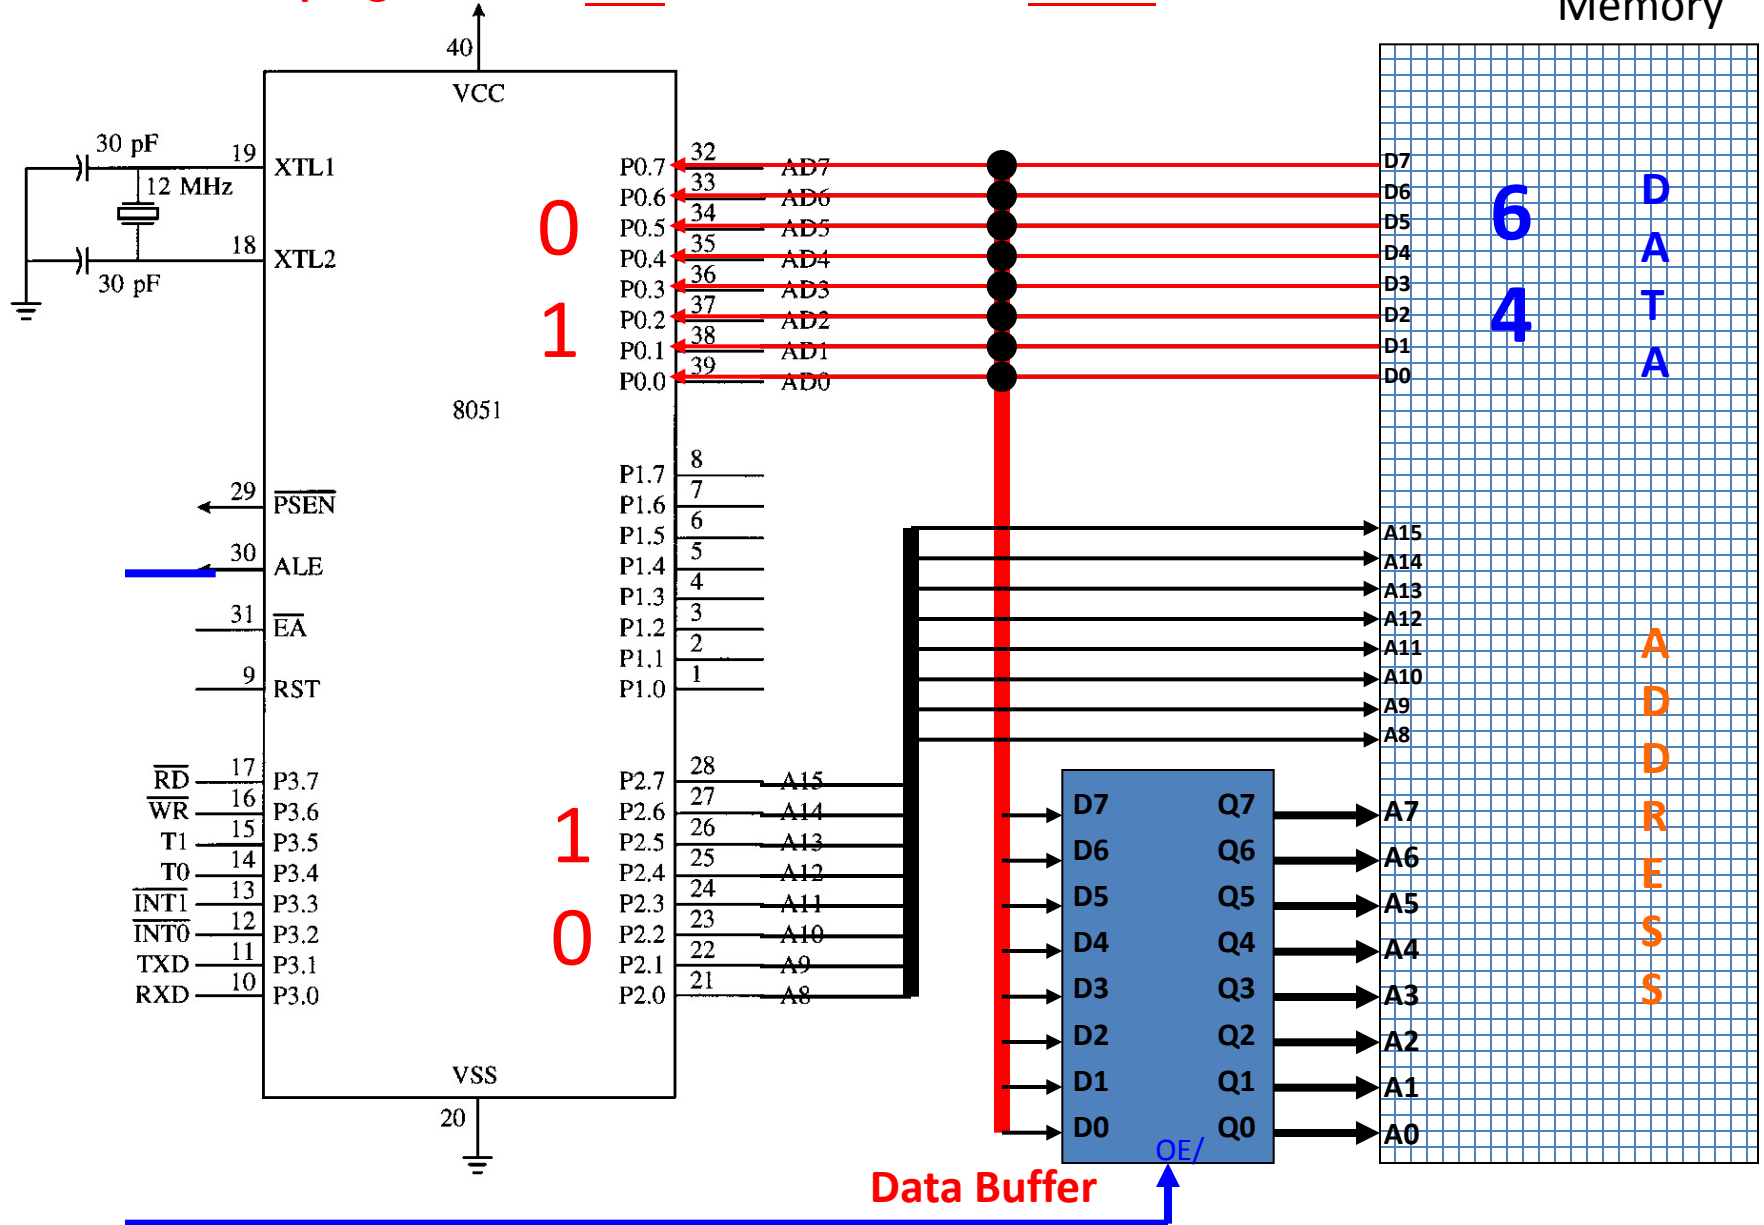 Memory
40
VCC
30 pF
19
XTL1
12 MHz
18
XTL2
30 pF
0
1
8051
P0.7 32 AD7
P0.6 33 AD6
P0.5 34 AD5
P0.4 35 AD4
P0.3 36 AD3
P0.2 37 AD2
P0.1 38 AD1
P0.0 39 AD0
D7
D6
D5
D4
D3
D2
D1
D0
6
4
D
A
T
A
29 PSEN
30 ALE
31 EA
9 RST
P1.7 8
P1.6 7
P1.5 6
P1.4 5
P1.3 4
P1.2 3
P1.1 2
P1.0 1
A15
A14
A13
A12
A11
A10
A9
A8
A
D
D
R
E
S
S
RD 17 P3.7
WR 16 P3.6
T1 15 P3.5
T0 14 P3.4
INT1 13 P3.3
INT0 12 P3.2
TXD 11 P3.1
RXD 10 P3.0
1
0
P2.7 28 A15
P2.6 27 A14
P2.5 26 A13
P2.4 25 A12
P2.3 24 A11
P2.2 23 A10
P2.1 22 A9
P2.0 21 A8
D7 Q7 A7
D6 Q6 A6
D5 Q5 A5
D4 Q4 A4
D3 Q3 A3
D2 Q2 A2
D1 Q1 A1
D0 Q0 A0
OE/
VSS
20
Data Buffer